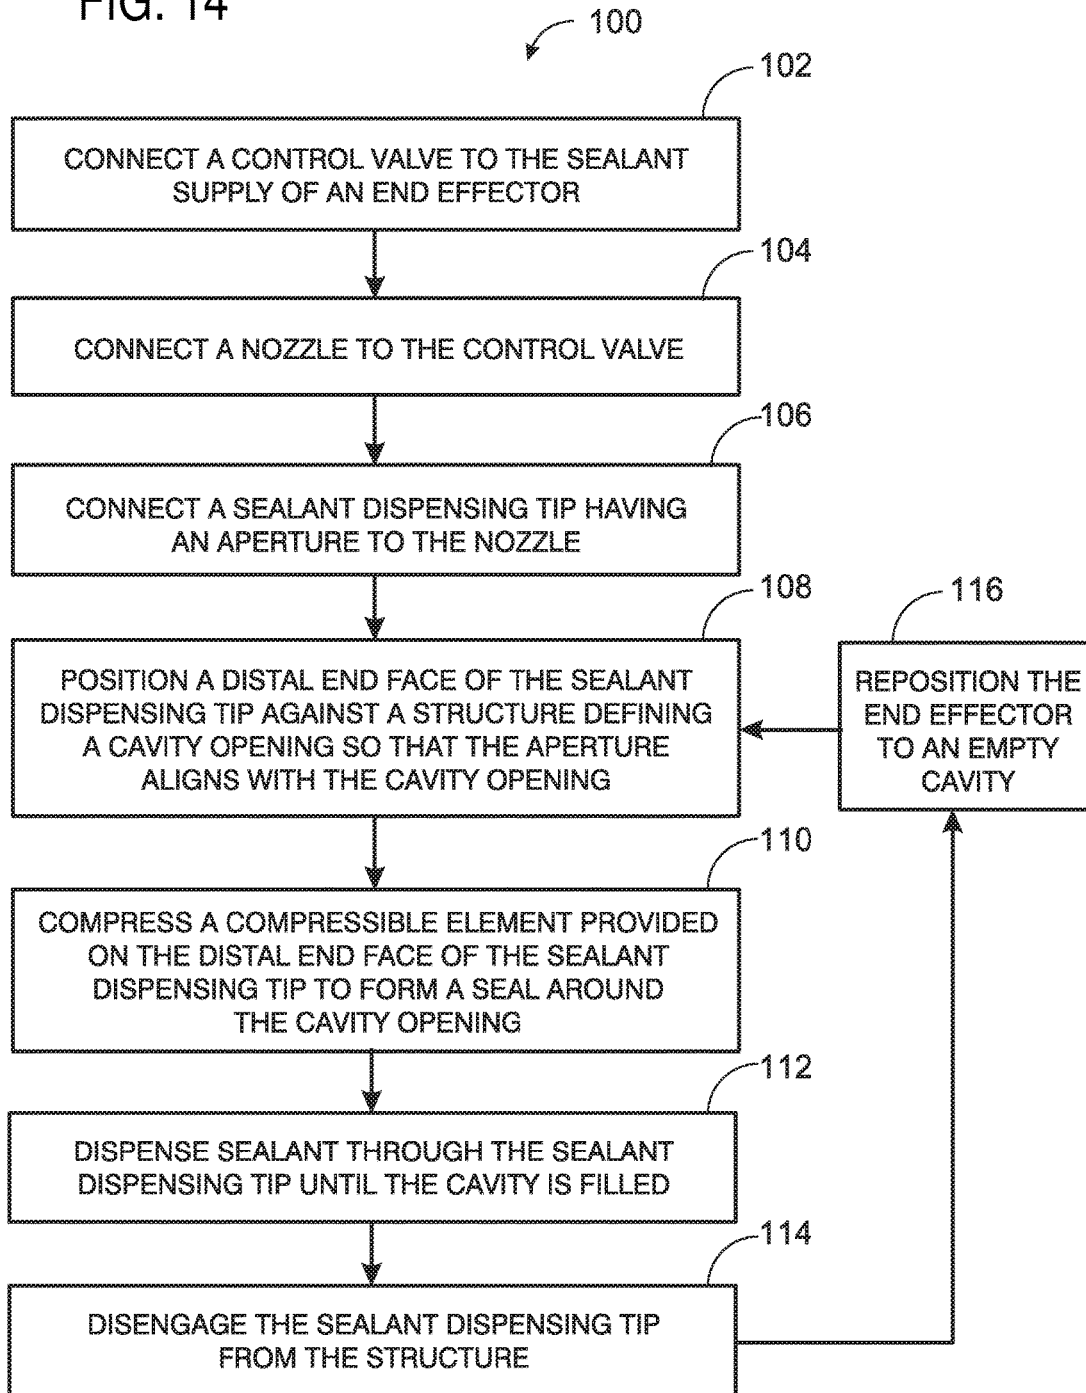 FIG. 14
100
102
CONNECT A CONTROL VALVE TO THE SEALANT
SUPPLY OF AN END EFFECTOR
104
CONNECT A NOZZLE TO THE CONTROL VALVE
106
CONNECT A SEALANT DISPENSING TIP HAVING
AN APERTURE TO THE NOZZLE
108
POSITION A DISTAL END FACE OF THE SEALANT
DISPENSING TIP AGAINST A STRUCTURE DEFINING
A CAVITY OPENING SO THAT THE APERTURE
ALIGNS WITH THE CAVITY OPENING
116
REPOSITION THE
END EFFECTOR
TO AN EMPTY
CAVITY
110
COMPRESS A COMPRESSIBLE ELEMENT PROVIDED
ON THE DISTAL END FACE OF THE SEALANT
DISPENSING TIP TO FORM A SEAL AROUND
THE CAVITY OPENING
112
DISPENSE SEALANT THROUGH THE SEALANT
DISPENSING TIP UNTIL THE CAVITY IS FILLED
114
DISENGAGE THE SEALANT DISPENSING TIP
FROM THE STRUCTURE